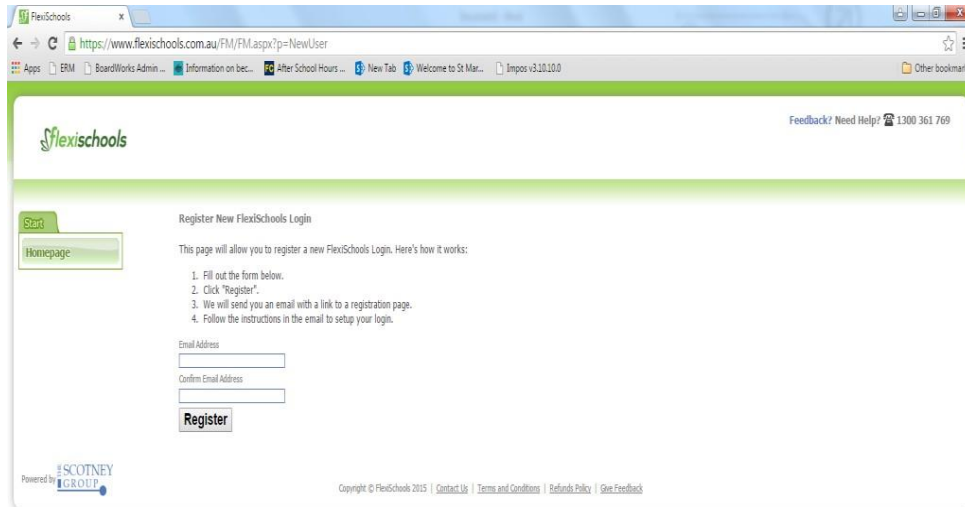 FlexiSchools
https://www.flexischools.com.au/FM/FM.aspx?p=NewUser
Apps ERM BoardWorks Admin ... Information on bec... After School Hours ... New Tab Welcome to St Mar... Impos v3.10.10.0 Other bookmar
Feedback? Need Help? 1300 361 769
flexischools
Start
Homepage
Register New FlexiSchools Login
This page will allow you to register a new FlexiSchools Login. Here's how it works:
1. Fill out the form below.
2. Click "Register".
3. We will send you an email with a link to a registration page.
4. Follow the instructions in the email to setup your login.
Email Address
Confirm Email Address
Register
Powered by THE SCOTNEY GROUP
Copyright © FlexiSchools 2015 | Contact Us | Terms and Conditions | Refunds Policy | Give Feedback